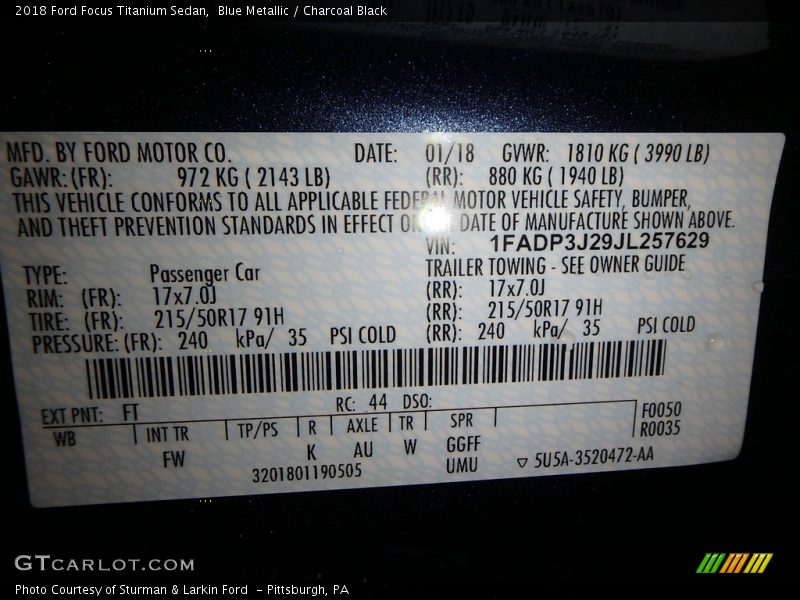 2018 Ford Focus Titanium Sedan, Blue Metallic / Charcoal Black
MFD. BY FORD MOTOR CO. DATE: 01/18 GVWR: 1810 KG ( 3990 LB)
GAWR: (FR): 972 KG ( 2143 LB) (RR): 880 KG ( 1940 LB)
THIS VEHICLE CONFORMS TO ALL APPLICABLE FEDERAL MOTOR VEHICLE SAFETY, BUMPER,
AND THEFT PREVENTION STANDARDS IN EFFECT ON DATE OF MANUFACTURE SHOWN ABOVE.
VIN: 1FADP3J29JL257629
TYPE: Passenger Car TRAILER TOWING - SEE OWNER GUIDE
RIM: (FR): 17x7.0J (RR): 17x7.0J
TIRE: (FR): 215/50R17 91H (RR): 215/50R17 91H
PRESSURE: (FR): 240 kPa/ 35 PSI COLD (RR): 240 kPa/ 35 PSI COLD
EXT PNT: FT RC: 44 DSO: F0050
WB INT TR TP/PS R AXLE TR SPR R0035
FW K AU W GGFF
3201801190505 UMU ▽ 5U5A-3520472-AA
GTCARLOT.COM
Photo Courtesy of Sturman & Larkin Ford - Pittsburgh, PA